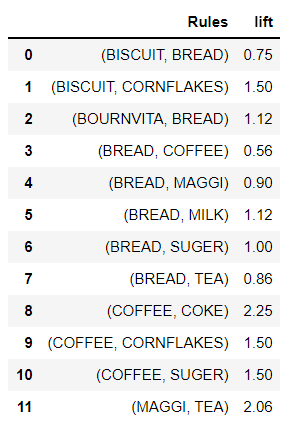 Rules lift
0 (BISCUIT, BREAD) 0.75
1 (BISCUIT, CORNFLAKES) 1.50
2 (BOURNVITA, BREAD) 1.12
3 (BREAD, COFFEE) 0.56
4 (BREAD, MAGGI) 0.90
5 (BREAD, MILK) 1.12
6 (BREAD, SUGER) 1.00
7 (BREAD, TEA) 0.86
8 (COFFEE, COKE) 2.25
9 (COFFEE, CORNFLAKES) 1.50
10 (COFFEE, SUGER) 1.50
11 (MAGGI, TEA) 2.06